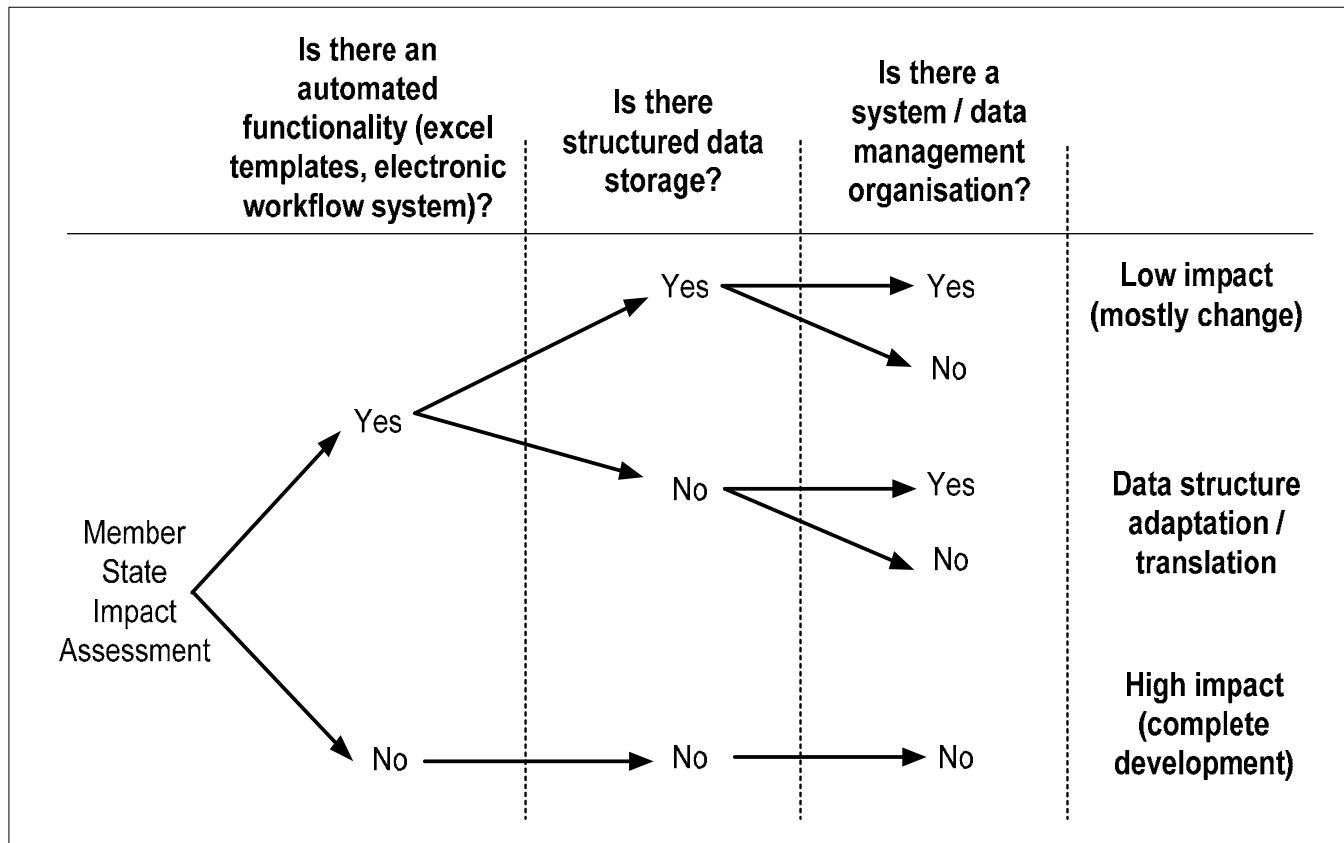 Is there an
automated
functionality (excel
templates, electronic
workflow system)?
Is there
structured data
storage?
Is there a
system / data
management
organisation?
Yes
Yes
Low impact
(mostly change)
No
Yes
No
Yes
Data structure
adaptation /
translation
No
Member
State
Impact
Assessment
No
No
No
High impact
(complete
development)